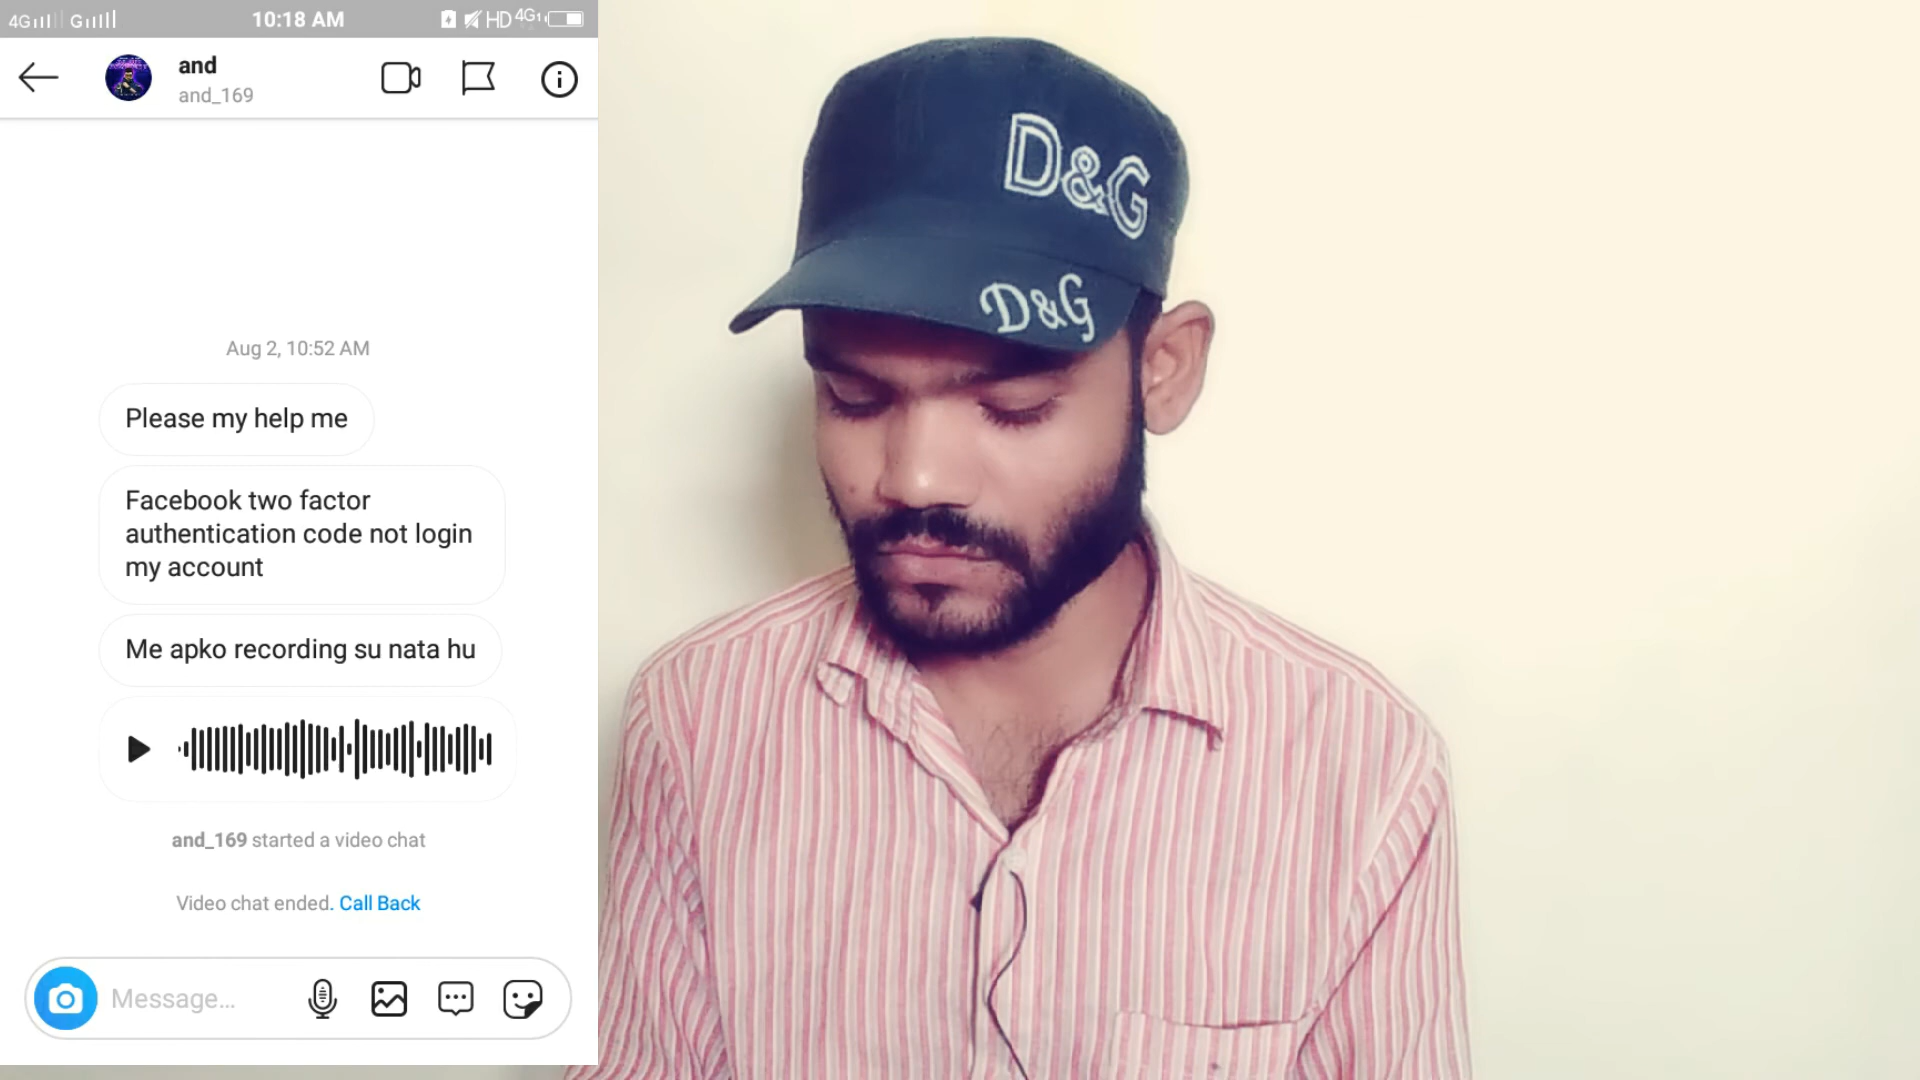 4G G 10:18 AM HD 4G
and
and_169
Aug 2, 10:52 AM
Please my help me
Facebook two factor
authentication code not login
my account
Me apko recording su nata hu
and_169 started a video chat
Video chat ended. Call Back
Message...
D&G
D&G